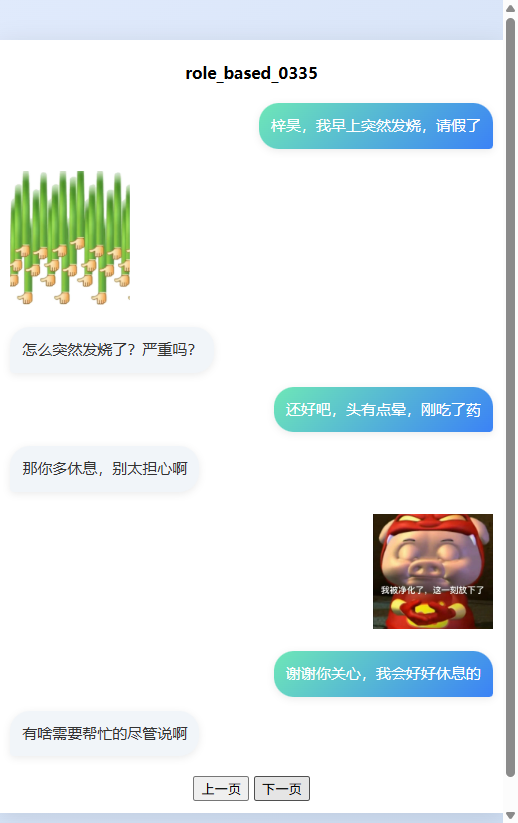 role_based_0335
梓昊，我早上突然发烧，请假了
怎么突然发烧了？严重吗？
还好吧，头有点晕，刚吃了药
那你多休息，别太担心啊
我被净化了，这一刻放下了
谢谢你关心，我会好好休息的
有啥需要帮忙的尽管说啊
上一页 下一页